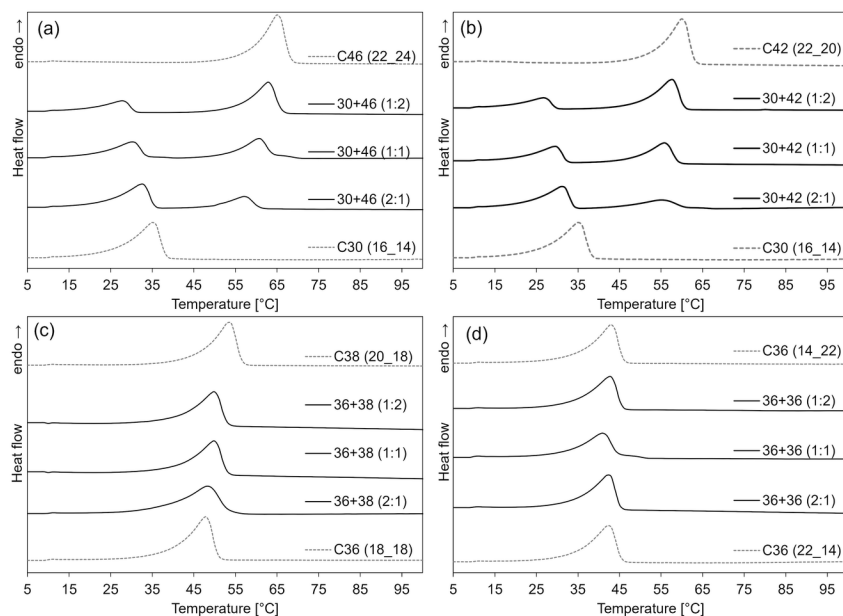 (a)
endo →
Heat flow
C46 (22_24)
30+46 (1:2)
30+46 (1:1)
30+46 (2:1)
C30 (16_14)
5 15 25 35 45 55 65 75 85 95
Temperature [°C]
(b)
endo →
Heat flow
C42 (22_20)
30+42 (1:2)
30+42 (1:1)
30+42 (2:1)
C30 (16_14)
5 15 25 35 45 55 65 75 85 95
Temperature [°C]
(c)
endo →
Heat flow
C38 (20_18)
36+38 (1:2)
36+38 (1:1)
36+38 (2:1)
C36 (18_18)
5 15 25 35 45 55 65 75 85 95
Temperature [°C]
(d)
endo →
Heat flow
C36 (14_22)
36+36 (1:2)
36+36 (1:1)
36+36 (2:1)
C36 (22_14)
5 15 25 35 45 55 65 75 85 95
Temperature [°C]